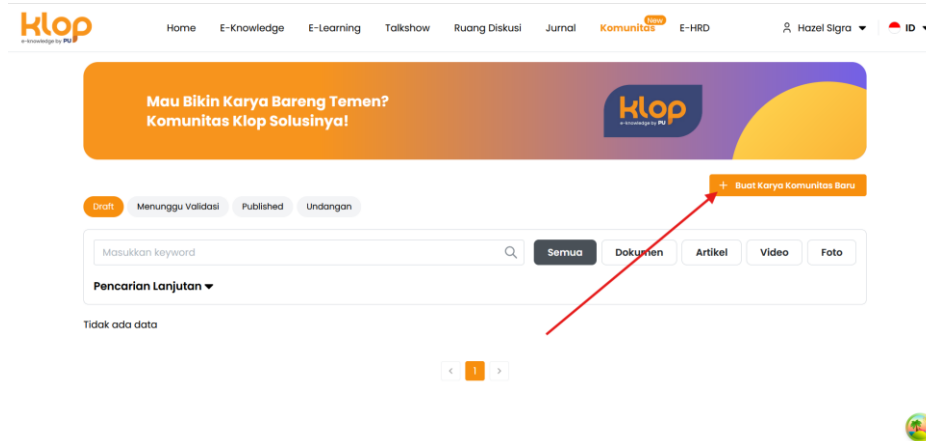 klop
e-knowledge by PU
Home E-Knowledge E-Learning Talkshow Ruang Diskusi Jurnal Komunitas New E-HRD Hazel SIgra ID
Mau Bikin Karya Bareng Temen?
Komunitas Klop Solusinya!
klop
e-knowledge by PU
+ Buat Karya Komunitas Baru
Draft Menunggu Validasi Published Undangan
Masukkan keyword Semua Dokumen Artikel Video Foto
Pencarian Lanjutan
Tidak ada data
< 1 >